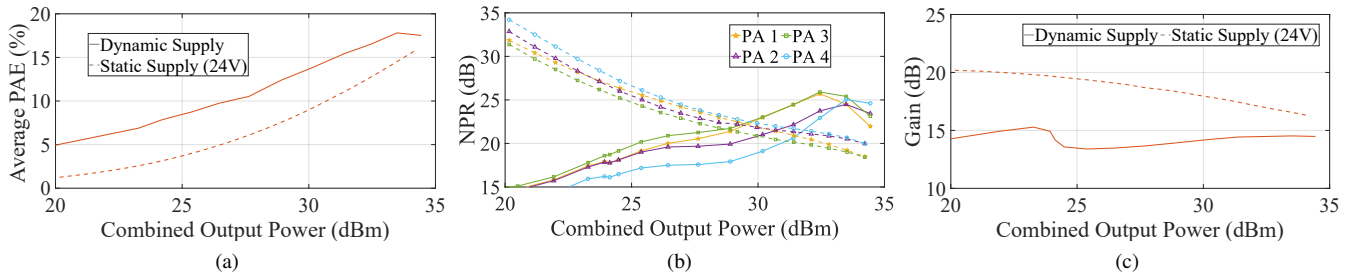 Average PAE (%)
20
15
10
5
0
Dynamic Supply
Static Supply (24V)
20 25 30 35
Combined Output Power (dBm)
(a)
NPR (dB)
35
30
25
20
15
PA 1 PA 3
PA 2 PA 4
20 25 30 35
Combined Output Power (dBm)
(b)
Gain (dB)
25
20
15
10
Dynamic Supply Static Supply (24V)
20 25 30 35
Combined Output Power (dBm)
(c)